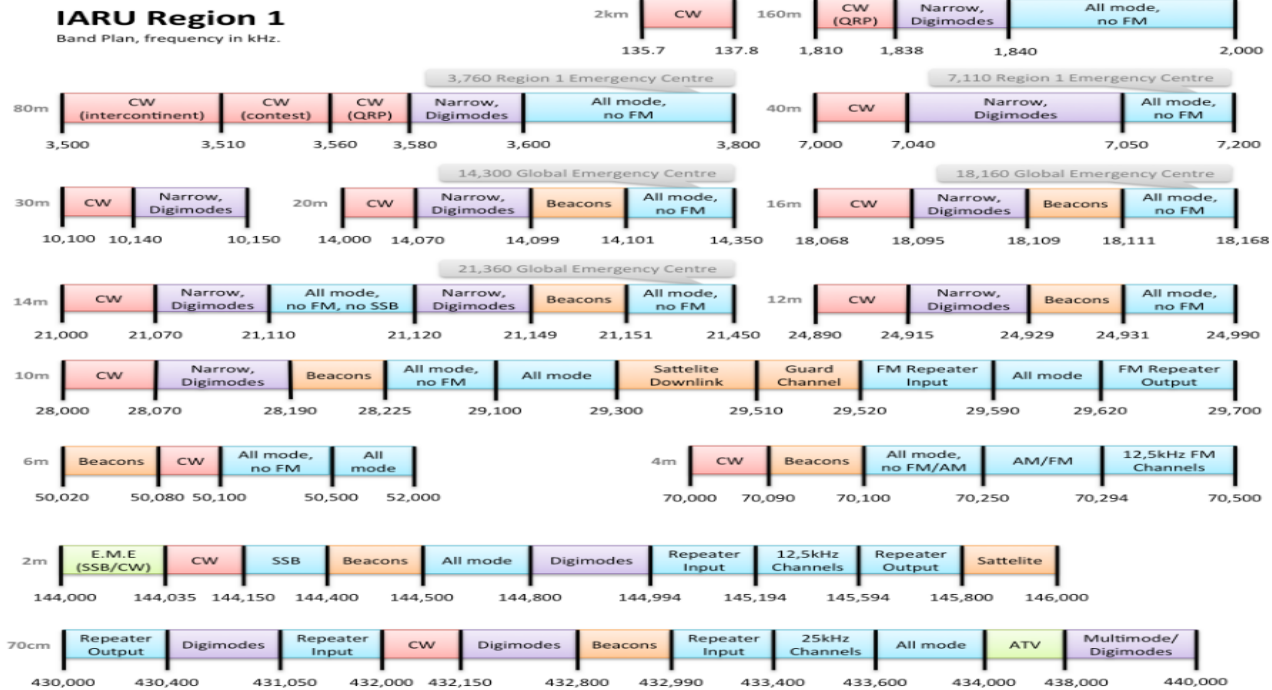 IARU Region 1
Band Plan, frequency in kHz.
2km
CW
135.7 137.8
160m
CW
(QRP)
Narrow,
Digimodes
All mode,
no FM
1,810 1,838 1,840 2,000
3,760 Region 1 Emergency Centre
80m
CW
(intercontinent)
CW
(contest)
CW
(QRP)
Narrow,
Digimodes
All mode,
no FM
3,500 3,510 3,560 3,580 3,600 3,800
7,110 Region 1 Emergency Centre
40m
CW
Narrow,
Digimodes
All mode,
no FM
7,000 7,040 7,050 7,200
30m
CW
Narrow,
Digimodes
10,100 10,140 10,150
14,300 Global Emergency Centre
20m
CW
Narrow,
Digimodes
Beacons
All mode,
no FM
14,000 14,070 14,099 14,101 14,350
18,160 Global Emergency Centre
16m
CW
Narrow,
Digimodes
Beacons
All mode,
no FM
18,068 18,095 18,109 18,111 18,168
21,360 Global Emergency Centre
14m
CW
Narrow,
Digimodes
All mode,
no FM, no SSB
Narrow,
Digimodes
Beacons
All mode,
no FM
21,000 21,070 21,110 21,120 21,149 21,151 21,450
12m
CW
Narrow,
Digimodes
Beacons
All mode,
no FM
24,890 24,915 24,929 24,931 24,990
10m
CW
Narrow,
Digimodes
Beacons
All mode,
no FM
All mode
Sattelite
Downlink
Guard
Channel
FM Repeater
Input
All mode
FM Repeater
Output
28,000 28,070 28,190 28,225 29,100 29,300 29,510 29,520 29,590 29,620 29,700
6m
Beacons
CW
All mode,
no FM
All
mode
50,020 50,080 50,100 50,500 52,000
4m
CW
Beacons
All mode,
no FM/AM
AM/FM
12,5kHz FM
Channels
70,000 70,090 70,100 70,250 70,294 70,500
2m
E.M.E
(SSB/CW)
CW
SSB
Beacons
All mode
Digimodes
Repeater
Input
12,5kHz
Channels
Repeater
Output
Sattelite
144,000 144,035 144,150 144,400 144,500 144,800 144,994 145,194 145,594 145,800 146,000
70cm
Repeater
Output
Digimodes
Repeater
Input
CW
Digimodes
Beacons
Repeater
Input
25kHz
Channels
All mode
ATV
Multimode/
Digimodes
430,000 430,400 431,050 432,000 432,150 432,800 432,990 433,400 433,600 434,000 438,000 440,000